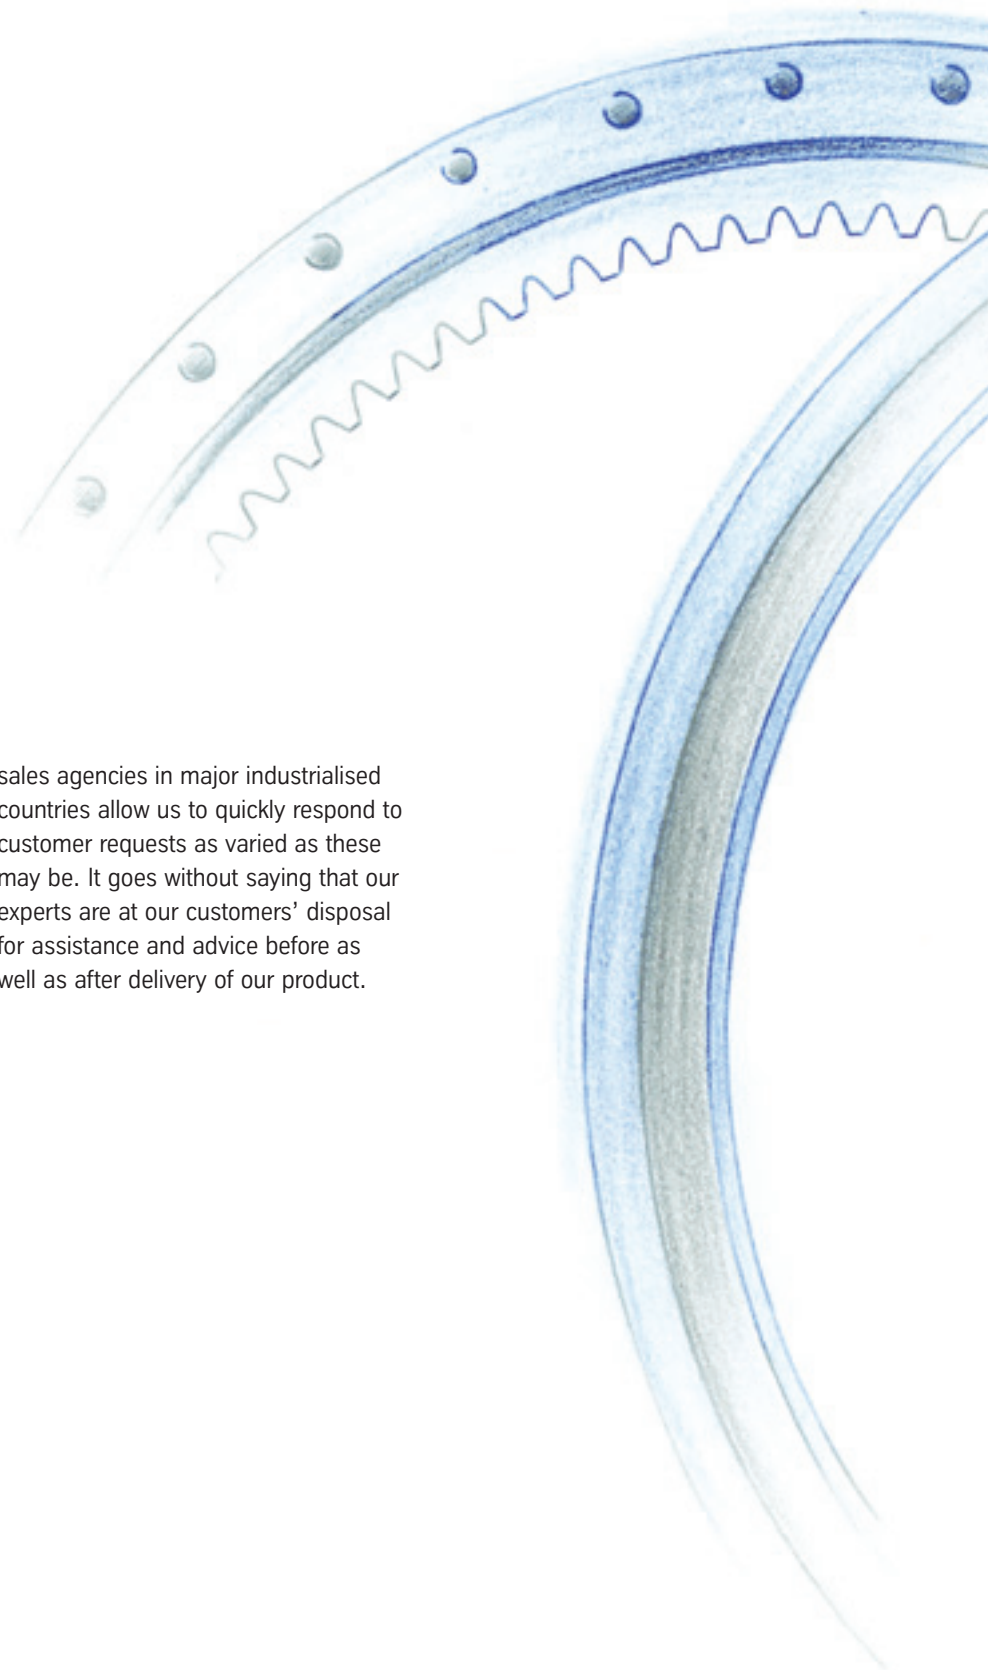 sales agencies in major industrialised
countries allow us to quickly respond to
customer requests as varied as these
may be. It goes without saying that our
experts are at our customers’ disposal
for assistance and advice before as
well as after delivery of our product.